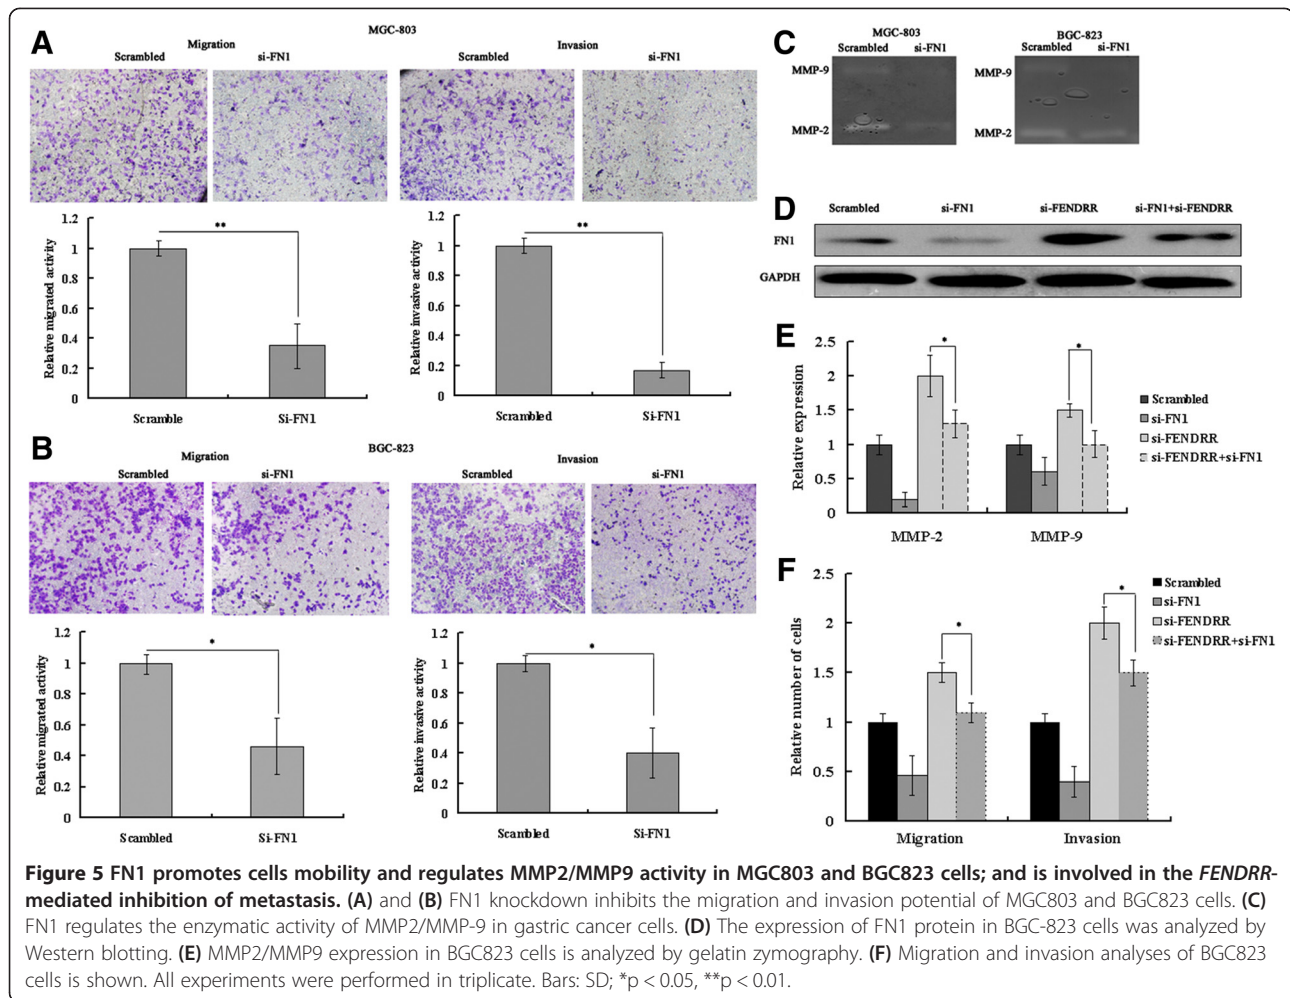 A
MGC-803
Migration
Invasion
Scrambled
si-FN1
Scrambled
si-FN1
**
Relative migrated activity
1.2
1
0.8
0.6
0.4
0.2
0
Scramble
Si-FN1
**
Relative invasive activity
1.2
1
0.8
0.6
0.4
0.2
0
Scrambled
Si-FN1
B
BGC-823
Migration
Invasion
Scrambled
si-FN1
Scrambled
si-FN1
*
Relative migrated activity
1.2
1
0.8
0.6
0.4
0.2
0
Scambled
Si-FN1
*
Relative invasive activity
1.2
1
0.8
0.6
0.4
0.2
0
Scambled
Si-FN1
C
MGC-803
Scrambled si-FN1
MMP-9
MMP-2
BGC-823
Scrambled si-FN1
MMP-9
MMP-2
D
Scrambled si-FN1 si-FENDRR si-FN1+si-FENDRR
FN1
GAPDH
E
Relative expression
2.5
2
1.5
1
0.5
0
*
*
MMP-2 MMP-9
Scrambled
si-FN1
si-FENDRR
si-FENDRR+si-FN1
F
Relative number of cells
2.5
2
1.5
1
0.5
0
*
*
Migration Invasion
Scrambled
si-FN1
si-FENDRR
si-FENDRR+si-FN1
Figure 5 FN1 promotes cells mobility and regulates MMP2/MMP9 activity in MGC803 and BGC823 cells; and is involved in the FENDRR-
mediated inhibition of metastasis. (A) and (B) FN1 knockdown inhibits the migration and invasion potential of MGC803 and BGC823 cells. (C)
FN1 regulates the enzymatic activity of MMP2/MMP-9 in gastric cancer cells. (D) The expression of FN1 protein in BGC-823 cells was analyzed by
Western blotting. (E) MMP2/MMP9 expression in BGC823 cells is analyzed by gelatin zymography. (F) Migration and invasion analyses of BGC823
cells is shown. All experiments were performed in triplicate. Bars: SD; *p < 0.05, **p < 0.01.